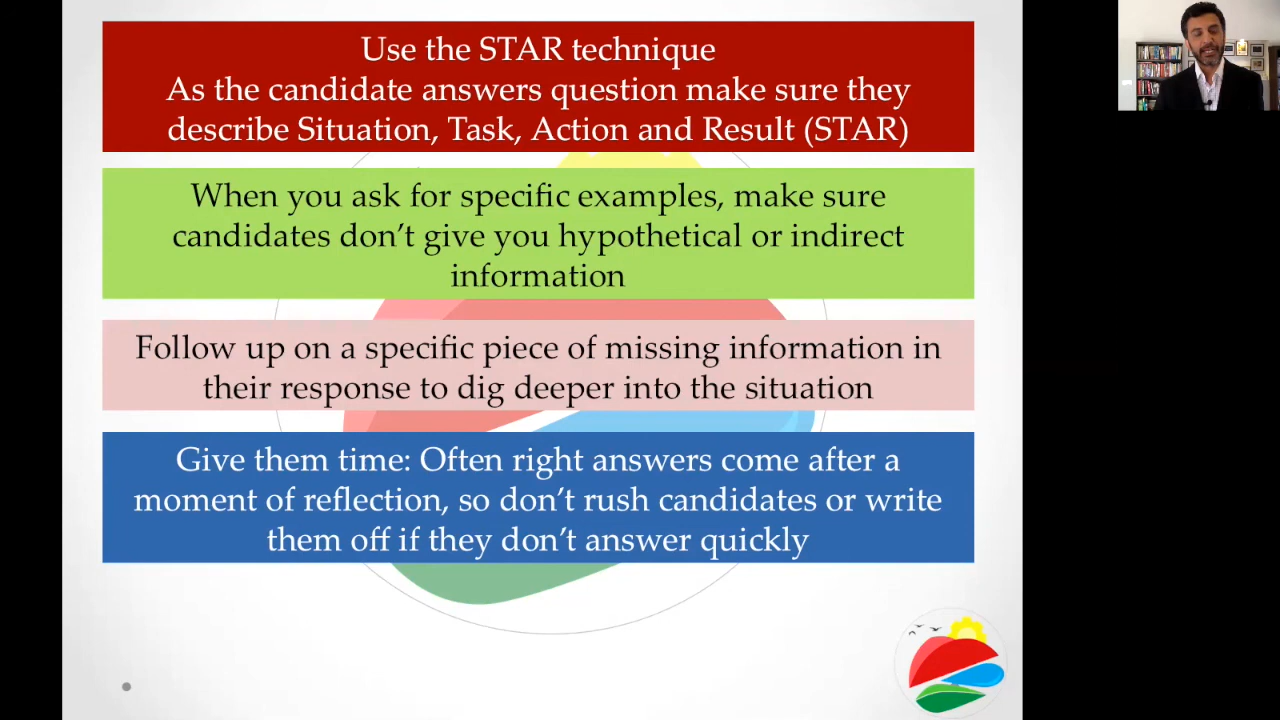 Use the STAR technique
As the candidate answers question make sure they
describe Situation, Task, Action and Result (STAR)
When you ask for specific examples, make sure
candidates don’t give you hypothetical or indirect
information
Follow up on a specific piece of missing information in
their response to dig deeper into the situation
Give them time: Often right answers come after a
moment of reflection, so don’t rush candidates or write
them off if they don’t answer quickly